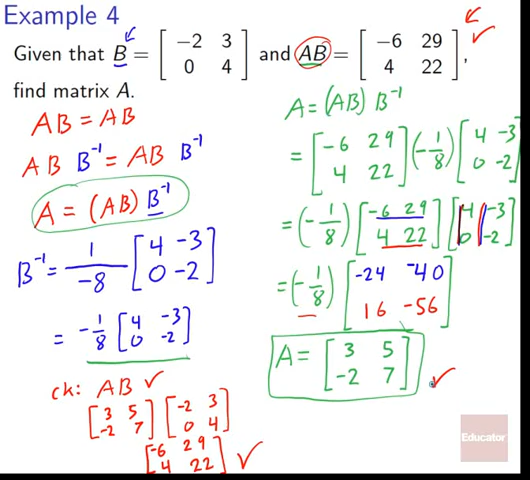 Example 4
Given that B = [ -2 3 ; 0 4 ] and AB = [ -6 29 ; 4 22 ],
find matrix A.
AB = AB
AB B⁻¹ = AB B⁻¹
A = (AB) B⁻¹
B⁻¹ = 1/-8 [ 4 -3 ; 0 -2 ]
= -1/8 [ 4 -3 ; 0 -2 ]
ck: AB ✓
[ 3 5 ; -2 7 ] [ -2 3 ; 0 4 ]
[ -6 29 ; 4 22 ] ✓
A = (AB) B⁻¹
= [ -6 29 ; 4 22 ] (-1/8) [ 4 -3 ; 0 -2 ]
= (-1/8) [ -6 29 ; 4 22 ] [ 4 -3 ; 0 -2 ]
= (-1/8) [ -24 -40 ; 16 -56 ]
A = [ 3 5 ; -2 7 ] ✓
Educator